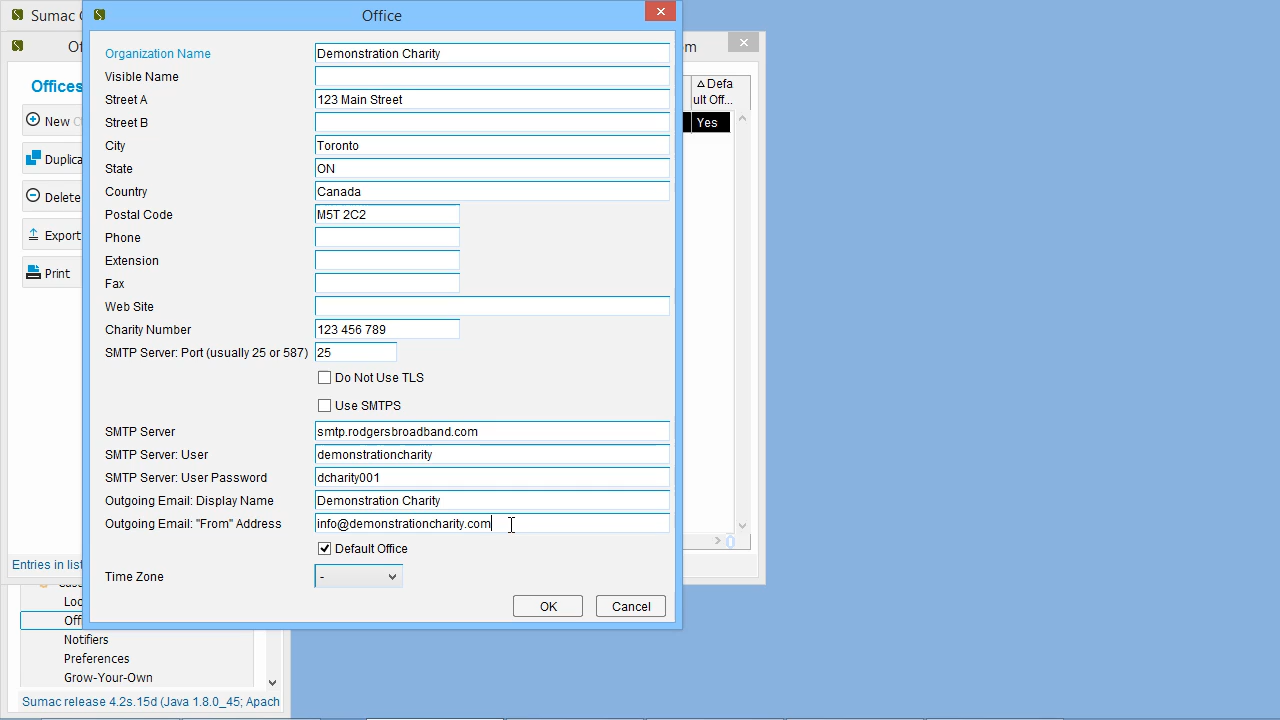 Sumac
Office
Organization Name Demonstration Charity
Visible Name
Street A 123 Main Street
Street B
City Toronto
State ON
Country Canada
Postal Code M5T 2C2
Phone
Extension
Fax
Web Site
Charity Number 123 456 789
SMTP Server: Port (usually 25 or 587) 25
Do Not Use TLS
Use SMTPS
SMTP Server smtp.rodgersbroadband.com
SMTP Server: User demonstrationcharity
SMTP Server: User Password dcharity001
Outgoing Email: Display Name Demonstration Charity
Outgoing Email: "From" Address info@demonstrationcharity.com
Default Office
Time Zone -
OK Cancel
Offices
New
Duplica
Delete
Export
Print
Entries in list
Δ Defa
ult Off...
Yes
Loc
Off
Notifiers
Preferences
Grow-Your-Own
Sumac release 4.2s.15d (Java 1.8.0_45; Apach